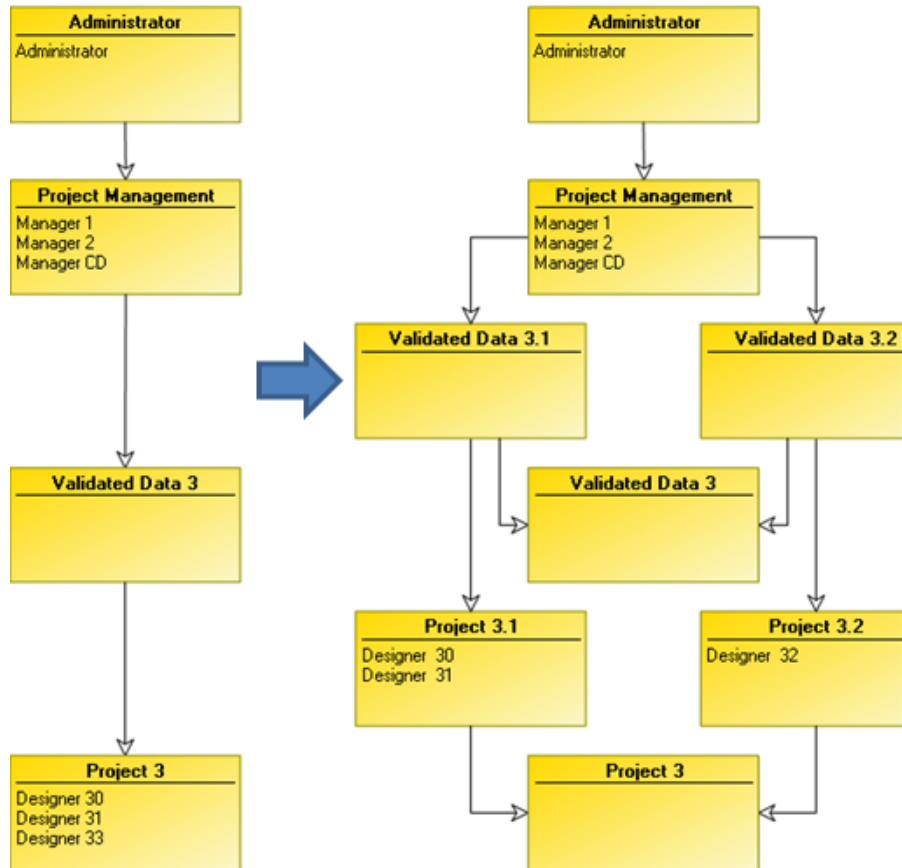 Administrator
Administrator
Project Management
Manager 1
Manager 2
Manager CD
Validated Data 3
Project 3
Designer 30
Designer 31
Designer 33
Administrator
Administrator
Project Management
Manager 1
Manager 2
Manager CD
Validated Data 3.1
Validated Data 3.2
Validated Data 3
Project 3.1
Designer 30
Designer 31
Project 3.2
Designer 32
Project 3